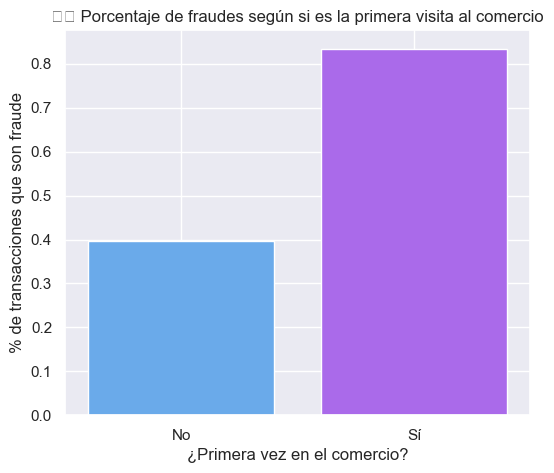 Porcentaje de fraudes según si es la primera visita al comercio
% de transacciones que son fraude
0.8
0.7
0.6
0.5
0.4
0.3
0.2
0.1
0.0
No
Sí
¿Primera vez en el comercio?